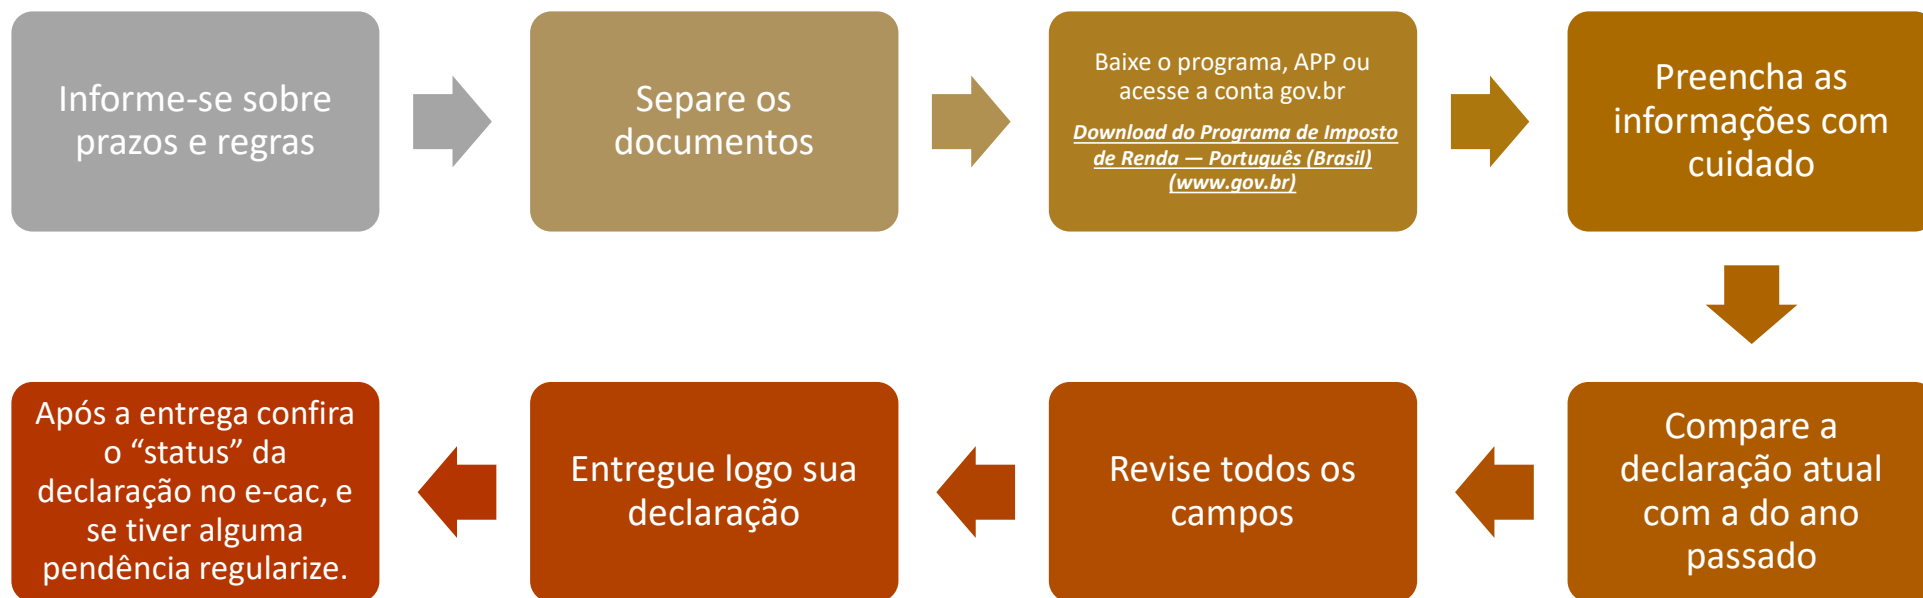 Informe-se sobre
prazos e regras
Separe os
documentos
Baixe o programa, APP ou
acesse a conta gov.br
Download do Programa de Imposto
de Renda — Português (Brasil)
(www.gov.br)
Preencha as
informações com
cuidado
Compare a
declaração atual
com a do ano
passado
Revise todos os
campos
Entregue logo sua
declaração
Após a entrega confira
o “status” da
declaração no e-cac, e
se tiver alguma
pendência regularize.